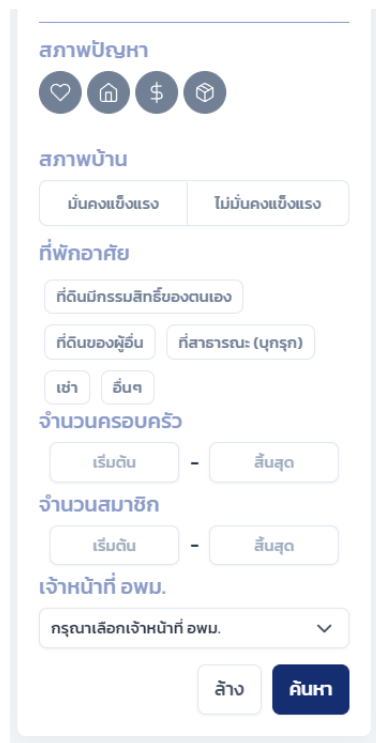 สภาพปัญหา
สภาพบ้าน
มั่นคงแข็งแรง ไม่มั่นคงแข็งแรง
ที่พักอาศัย
ที่ดินมีกรรมสิทธิ์ของตนเอง
ที่ดินของผู้อื่น ที่สาธารณะ (บุกรุก)
เช่า อื่นๆ
จำนวนครอบครัว
เริ่มต้น - สิ้นสุด
จำนวนสมาชิก
เริ่มต้น - สิ้นสุด
เจ้าหน้าที่ อพม.
กรุณาเลือกเจ้าหน้าที่ อพม.
ล้าง ค้นหา